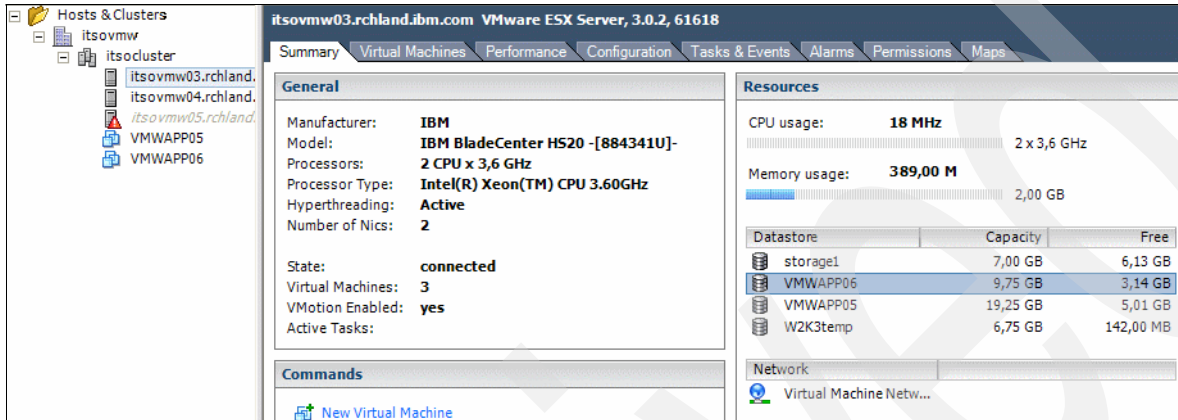 Hosts & Clusters
itsovmw
itsocluster
itsovmw03.rchland.
itsovmw04.rchland.
itsovmw05.rchland.
VMWAPP05
VMWAPP06
itsovmw03.rchland.ibm.com VMware ESX Server, 3.0.2, 61618
Summary Virtual Machines Performance Configuration Tasks & Events Alarms Permissions Maps
General
Manufacturer: IBM
Model: IBM BladeCenter HS20 -[884341U]-
Processors: 2 CPU x 3,6 GHz
Processor Type: Intel(R) Xeon(TM) CPU 3.60GHz
Hyperthreading: Active
Number of Nics: 2
State: connected
Virtual Machines: 3
VMotion Enabled: yes
Active Tasks:
Commands
New Virtual Machine
Resources
CPU usage: 18 MHz
2 x 3,6 GHz
Memory usage: 389,00 M
2,00 GB
Datastore Capacity Free
storage1 7,00 GB 6,13 GB
VMWAPP06 9,75 GB 3,14 GB
VMWAPP05 19,25 GB 5,01 GB
W2K3temp 6,75 GB 142,00 MB
Network
Virtual Machine Netw...